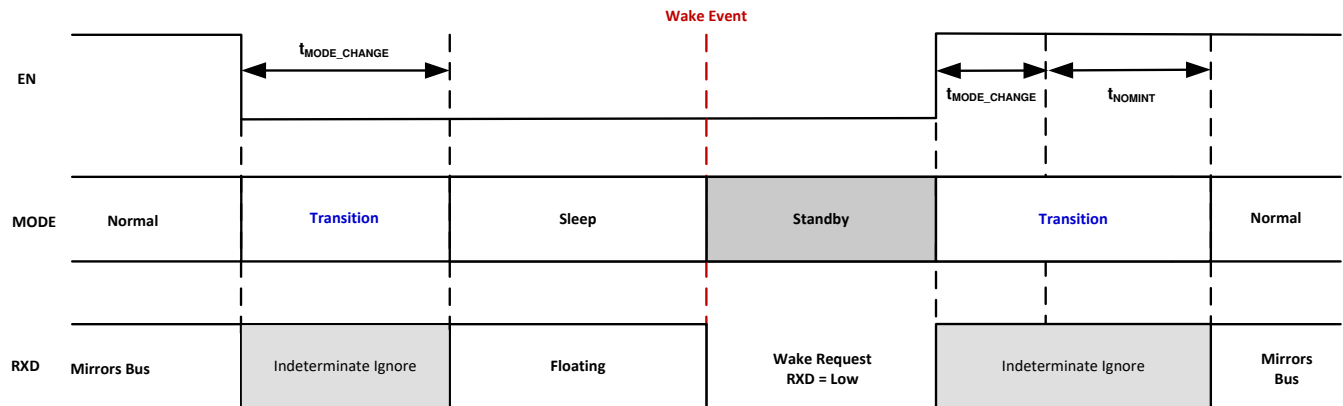 Wake Event
EN
tMODE_CHANGE
tMODE_CHANGE
tNOMINT
MODE
Normal
Transition
Sleep
Standby
Transition
Normal
RXD
Mirrors Bus
Indeterminate Ignore
Floating
Wake Request
RXD = Low
Indeterminate Ignore
Mirrors
Bus